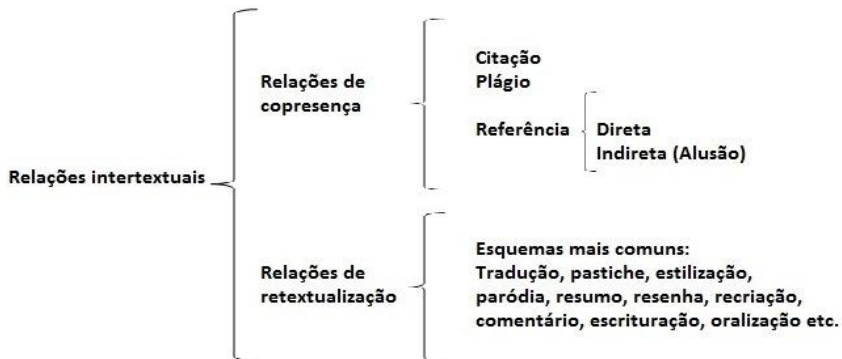 Relações intertextuais
Relações de
copresença
Citação
Plágio
Referência
Direta
Indireta (Alusão)
Relações de
retextualização
Esquemas mais comuns:
Tradução, pastiche, estilização,
paródia, resumo, resenha, recriação,
comentário, escrituração, oralização etc.